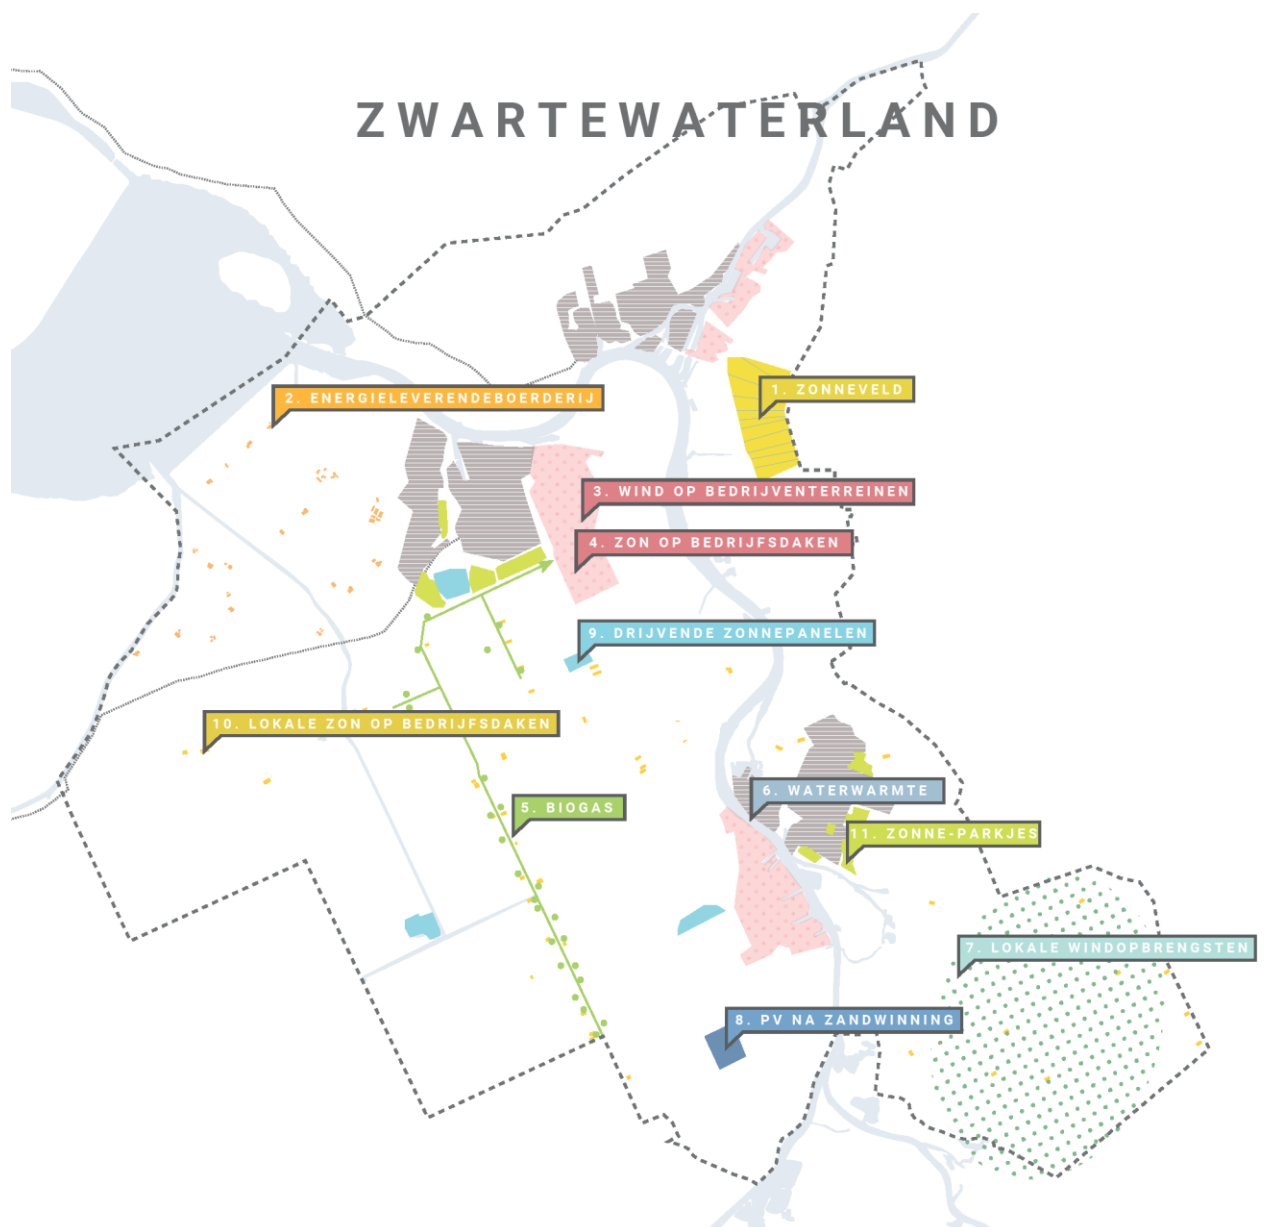 ZWARTEWATERLAND
1. ZONNEVELD
2. ENERGIELEVERENDEBOERDERIJ
3. WIND OP BEDRIJVENTERREINEN
4. ZON OP BEDRIJFSDAKEN
9. DRIJVENDE ZONNEPANELEN
10. LOKALE ZON OP BEDRIJFSDAKEN
6. WATERWARMTE
5. BIOGAS
11. ZONNE-PARKJES
7. LOKALE WINDOPBRENGSTEN
8. PV NA ZANDWINNING